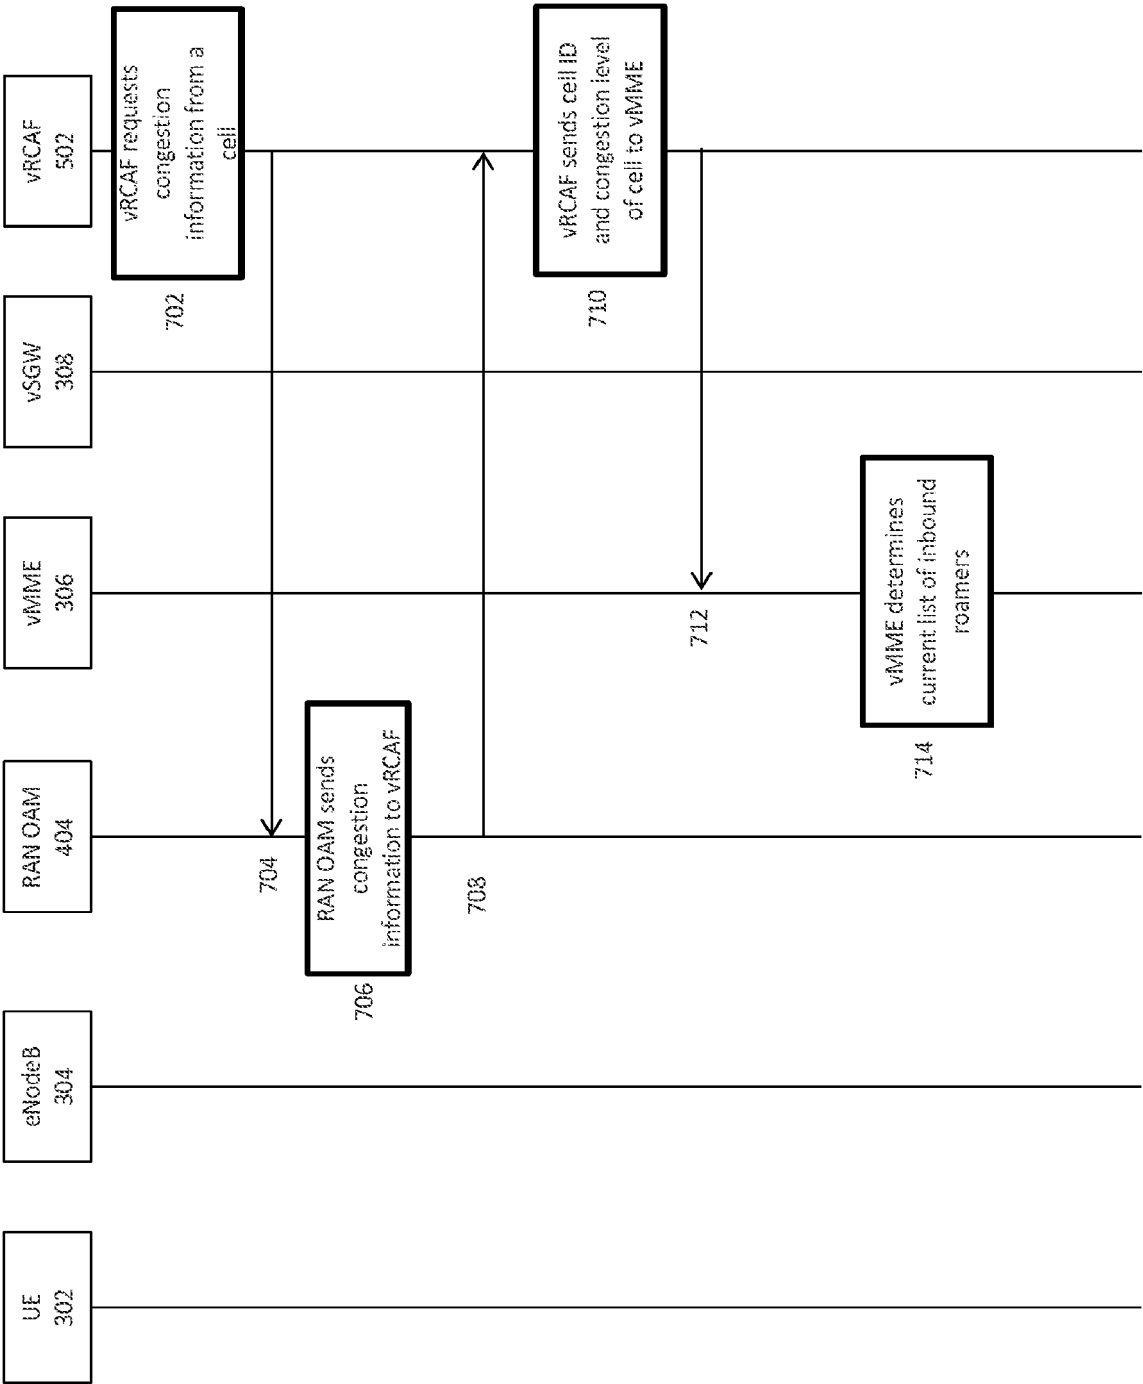 UE
302
eNodeB
304
RAN OAM
404
vMME
306
vSGW
308
vRCAF
502
vRCAF requests
congestion
information from a
cell
702
704
RAN OAM sends
congestion
information to vRCAF
706
708
vRCAF sends cell ID
and congestion level
of cell to vMME
710
712
vMME determines
current list of inbound
roamers
714